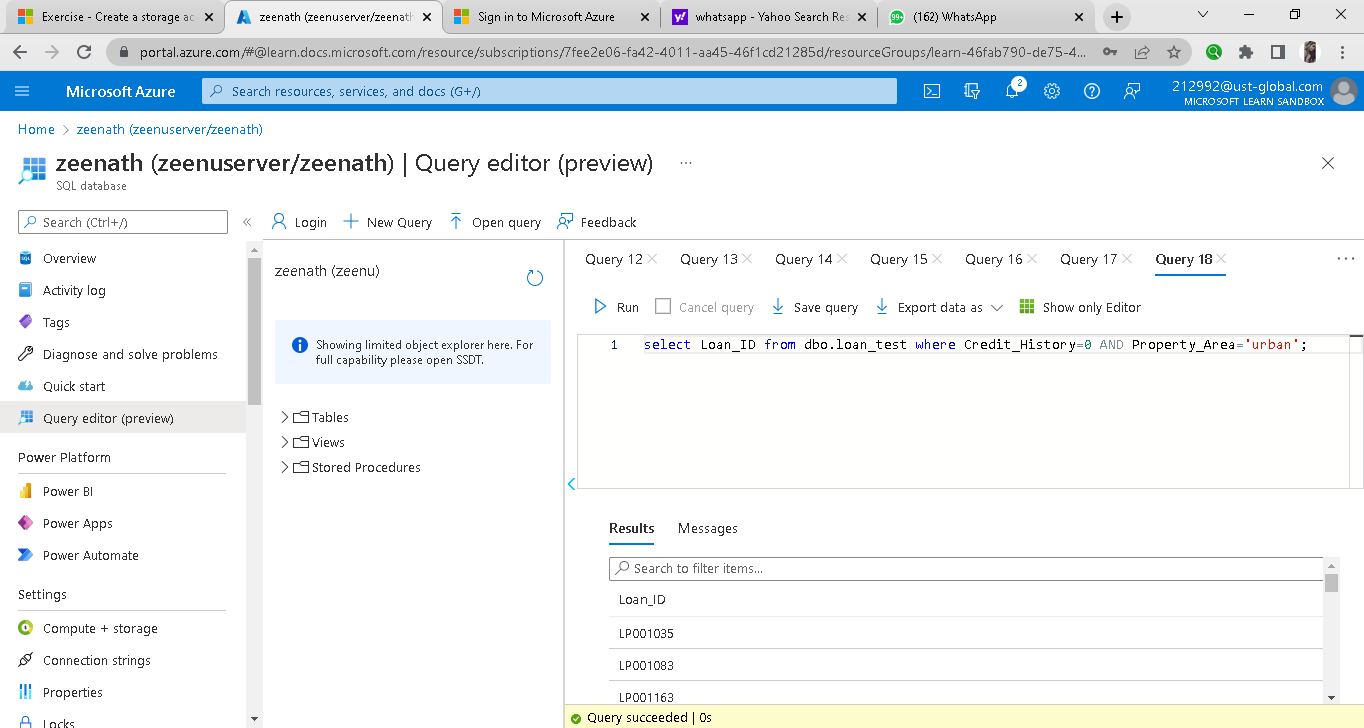 Exercise - Create a storage ac
zeenath (zeenuserver/zeenath
Sign in to Microsoft Azure
whatsapp - Yahoo Search Res
99+
(162) WhatsApp
portal.azure.com/#@learn.docs.microsoft.com/resource/subscriptions/7fee2e06-fa42-4011-aa45-46f1cd21285d/resourceGroups/learn-46fab790-de75-4...
Microsoft Azure
Search resources, services, and docs (G+/)
2
212992@ust-global.com
MICROSOFT LEARN SANDBOX
Home > zeenath (zeenuserver/zeenath)
zeenath (zeenuserver/zeenath) | Query editor (preview) ...
SQL database
Search (Ctrl+/)
«
Login
New Query
Open query
Feedback
Overview
Activity log
Tags
Diagnose and solve problems
Quick start
Query editor (preview)
Power Platform
Power BI
Power Apps
Power Automate
Settings
Compute + storage
Connection strings
Properties
Locks
zeenath (zeenu)
Showing limited object explorer here. For
full capability please open SSDT.
Tables
Views
Stored Procedures
Query 12
Query 13
Query 14
Query 15
Query 16
Query 17
Query 18
...
Run
Cancel query
Save query
Export data as
Show only Editor
1 select Loan_ID from dbo.loan_test where Credit_History=0 AND Property_Area='urban';
Results
Messages
Search to filter items...
Loan_ID
LP001035
LP001083
LP001163
Query succeeded | 0s